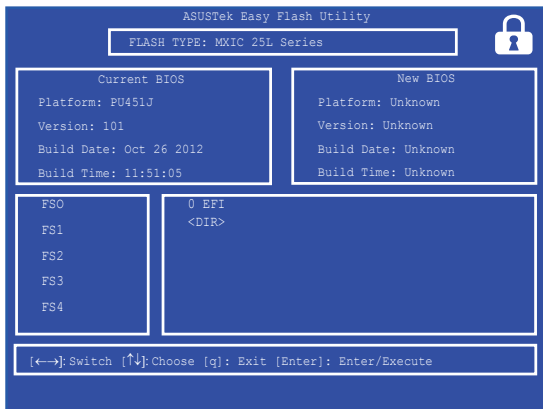 ASUSTek Easy Flash Utility
FLASH TYPE: MXIC 25L Series
Current BIOS
Platform: PU451J
Version: 101
Build Date: Oct 26 2012
Build Time: 11:51:05
New BIOS
Platform: Unknown
Version: Unknown
Build Date: Unknown
Build Time: Unknown
FSO
FS1
FS2
FS3
FS4
0 EFI
<DIR>
[←→]: Switch [↑↓]: Choose [q]: Exit [Enter]: Enter/Execute